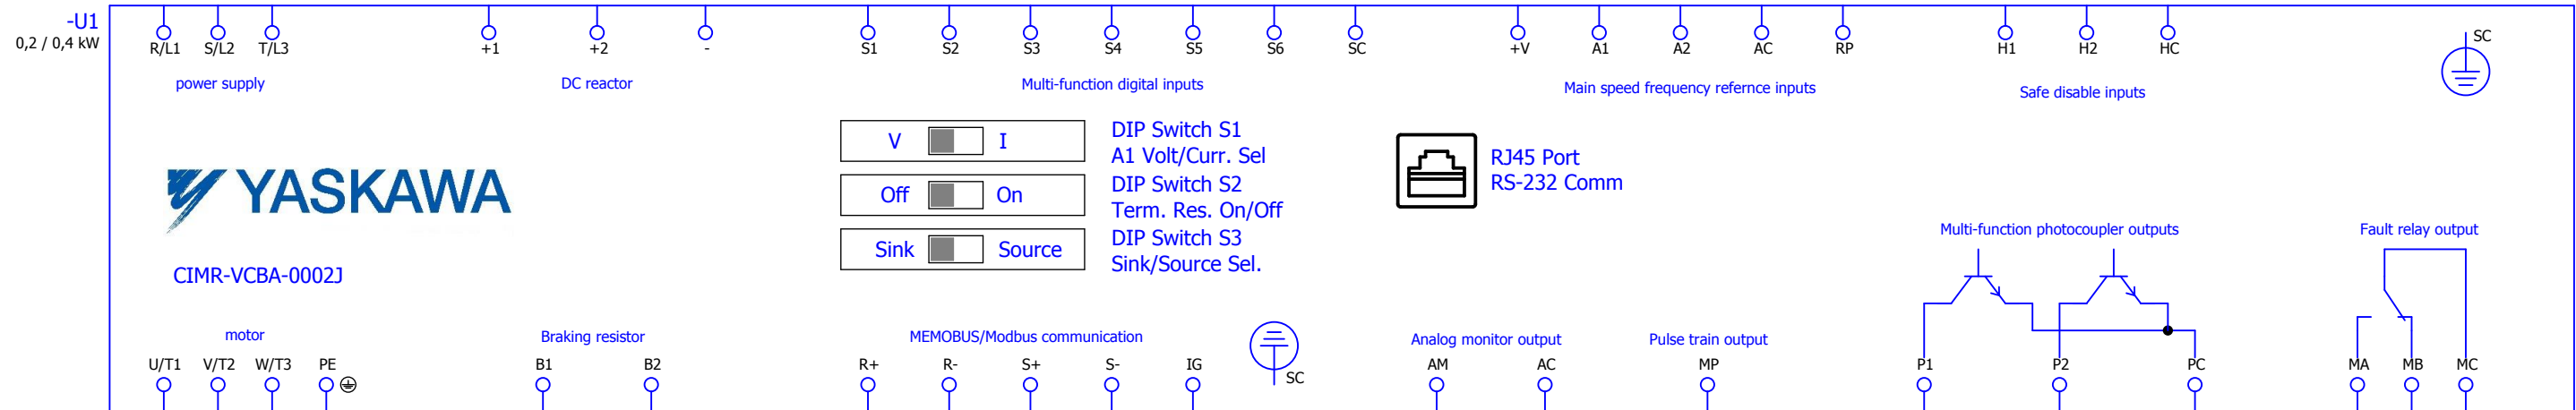 -U1
0,2 / 0,4 kW
R/L1 S/L2 T/L3 +1 +2 - S1 S2 S3 S4 S5 S6 SC +V A1 A2 AC RP H1 H2 HC SC
power supply DC reactor Multi-function digital inputs Main speed frequency refernce inputs Safe disable inputs
V I DIP Switch S1
A1 Volt/Curr. Sel
Off On DIP Switch S2
Term. Res. On/Off
Sink Source DIP Switch S3
Sink/Source Sel.
RJ45 Port
RS-232 Comm
YASKAWA
CIMR-VCBA-0002J
Multi-function photocoupler outputs Fault relay output
motor Braking resistor MEMOBUS/Modbus communication Analog monitor output Pulse train output
U/T1 V/T2 W/T3 PE B1 B2 R+ R- S+ S- IG SC AM AC MP P1 P2 PC MA MB MC